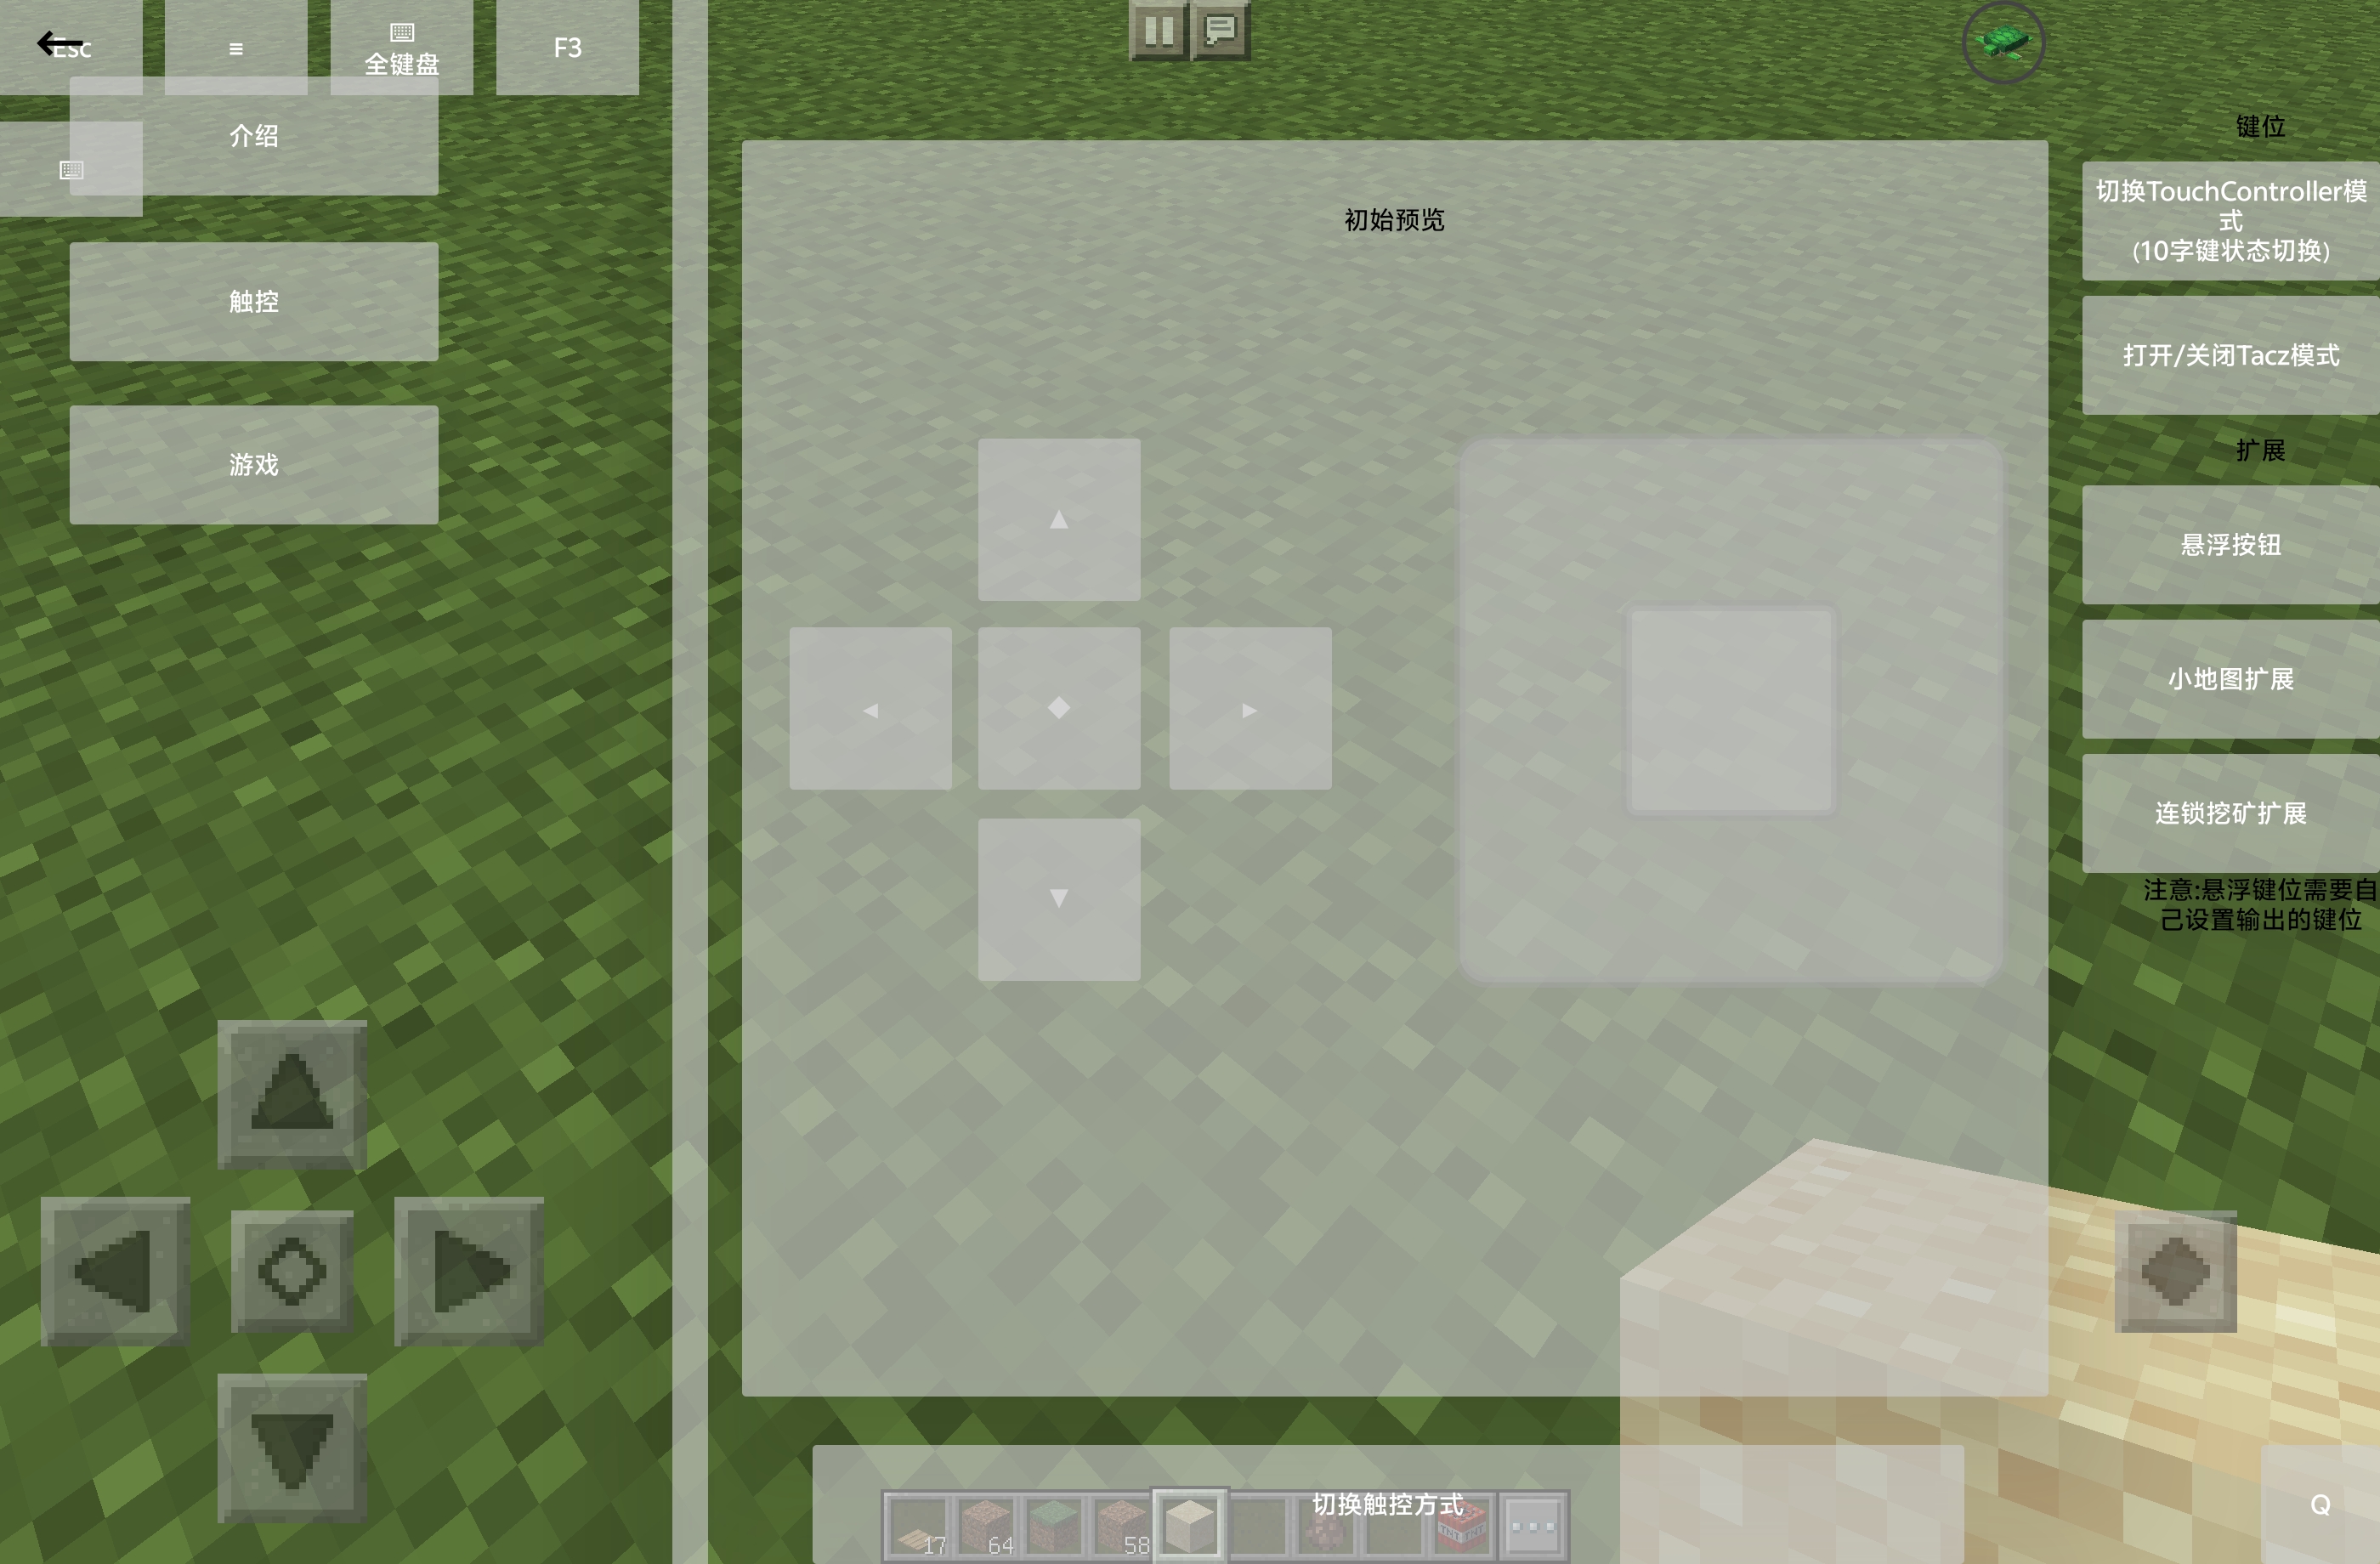 Esc
≡
全键盘
F3
介绍
触控
游戏
初始预览
键位
切换TouchController模
式
(10字键状态切换)
打开/关闭Tacz模式
扩展
悬浮按钮
小地图扩展
连锁挖矿扩展
注意:悬浮键位需要自
己设置输出的键位
切换触控方式
17
64
58
TNT TNT
Q